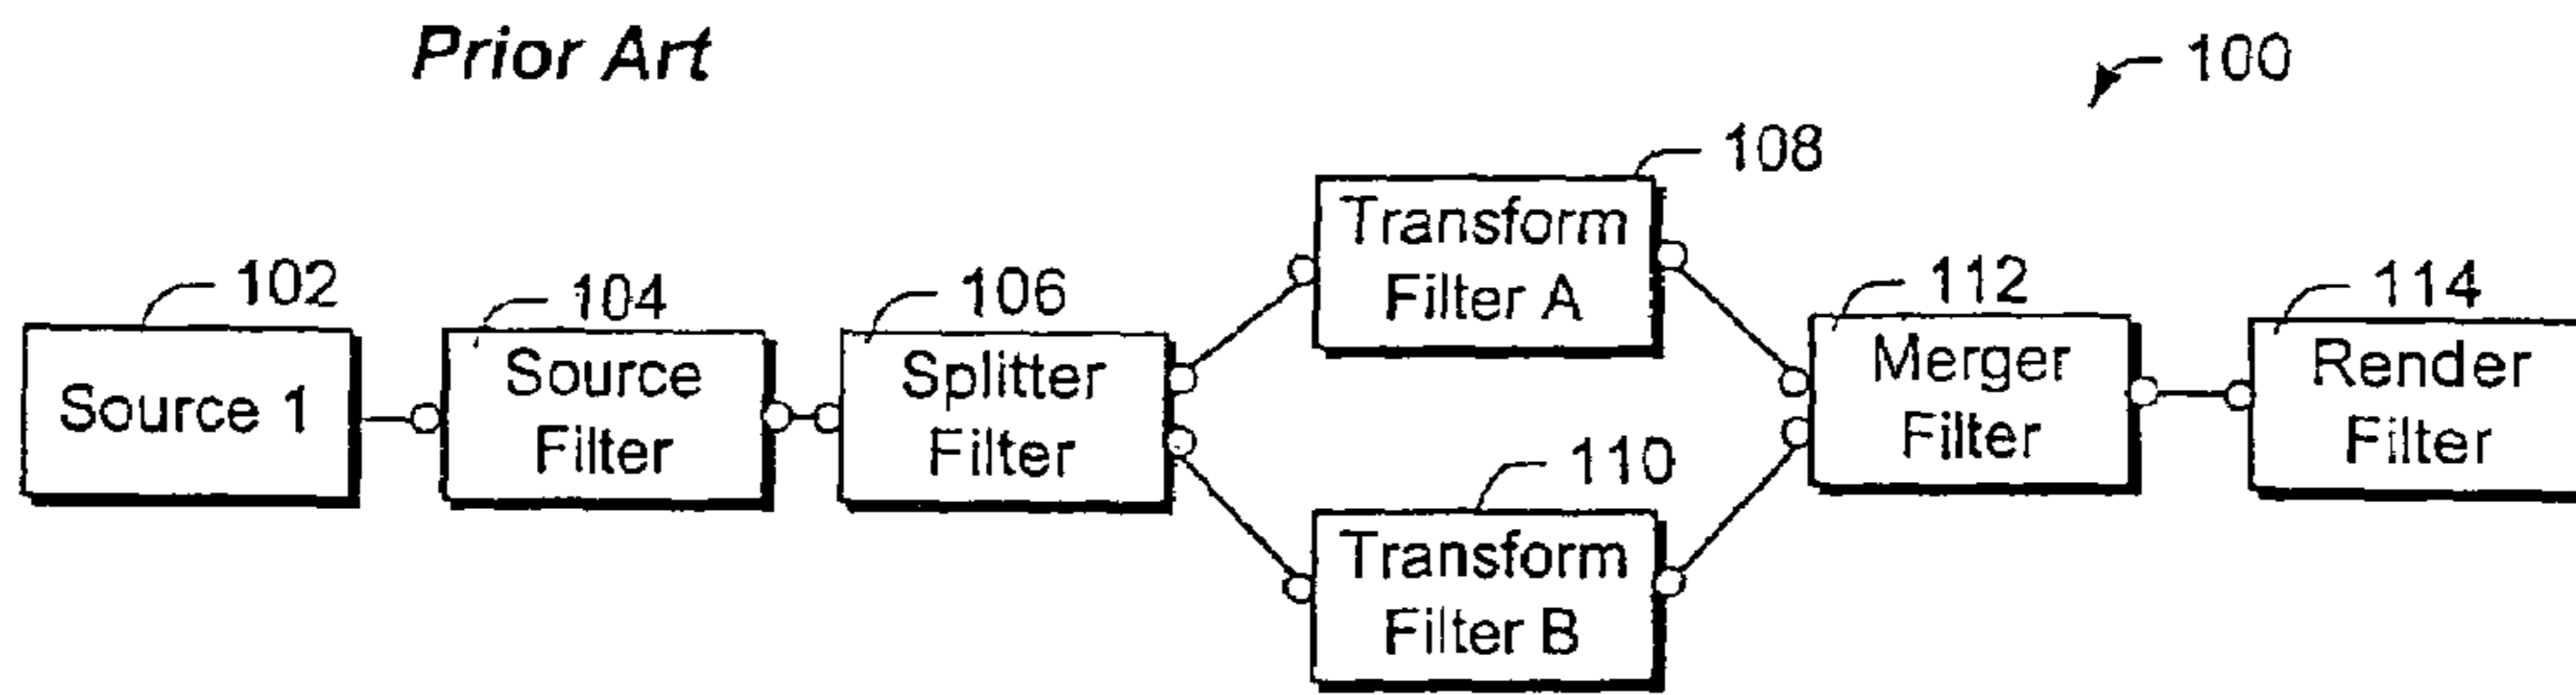 Prior Art
100
108
Transform
Filter A
102
Source 1
104
Source
Filter
106
Splitter
Filter
110
Transform
Filter B
112
Merger
Filter
114
Render
Filter